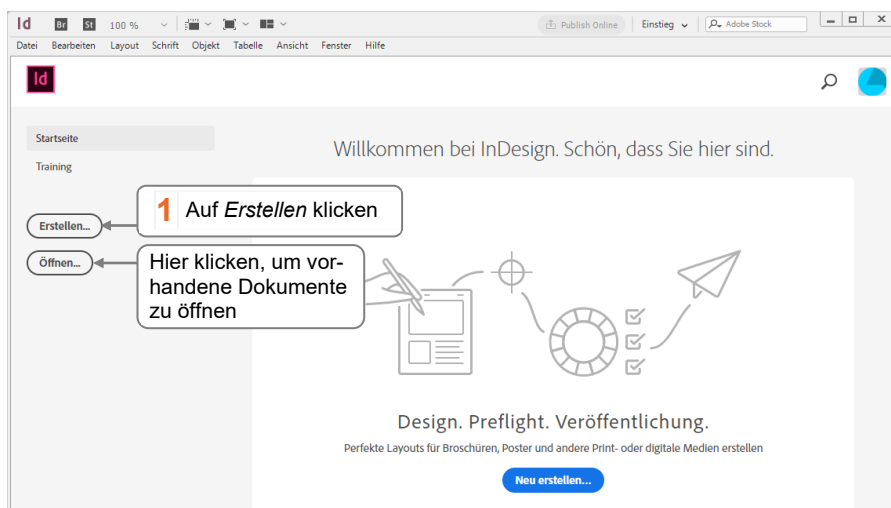 Id Br St 100 % Publish Online Einstieg Adobe Stock
Datei Bearbeiten Layout Schrift Objekt Tabelle Ansicht Fenster Hilfe
Id
Startseite
Willkommen bei InDesign. Schön, dass Sie hier sind.
Training
1 Auf Erstellen klicken
Erstellen...
Öffnen...
Hier klicken, um vor-
handene Dokumente
zu öffnen
Design. Preflight. Veröffentlichung.
Perfekte Layouts für Broschüren, Poster und andere Print- oder digitale Medien erstellen
Neu erstellen...